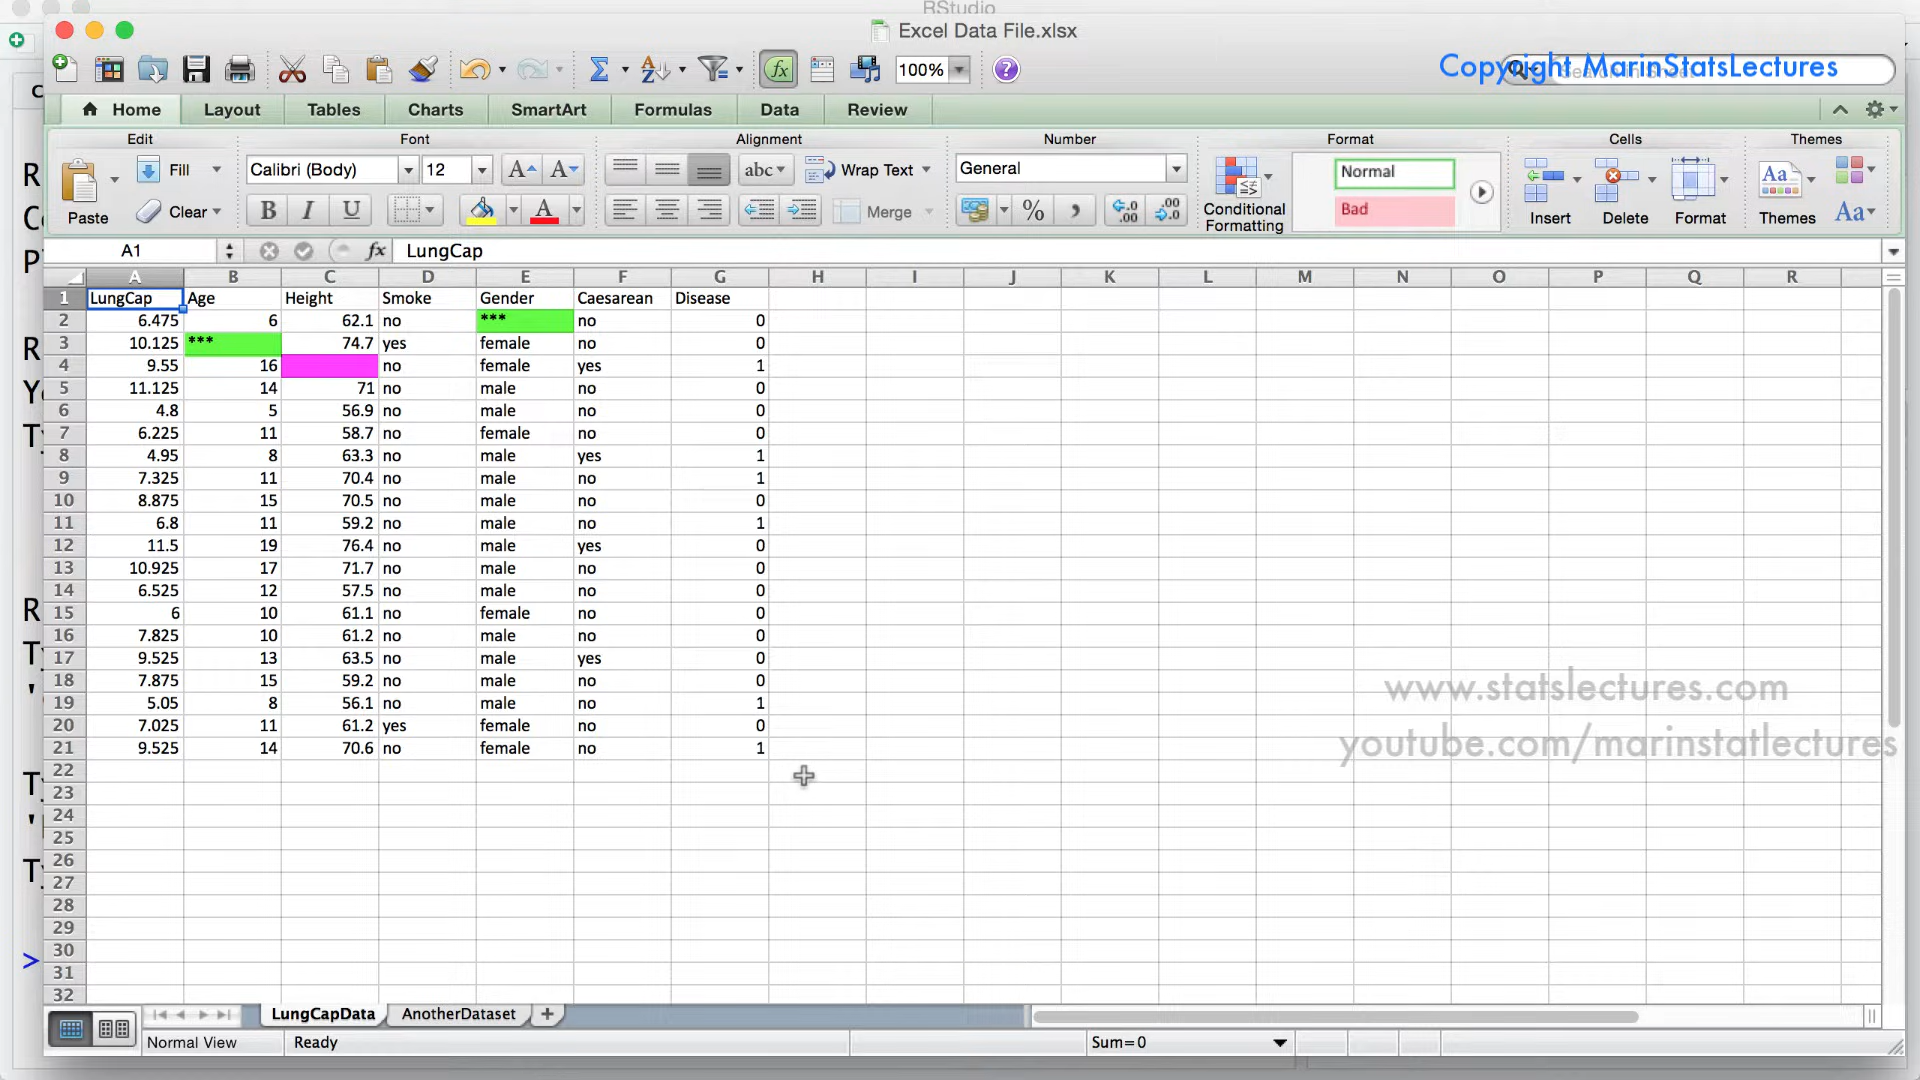 RStudio
Excel Data File.xlsx
100%
Copyright MarinStatsLectures
Home Layout Tables Charts SmartArt Formulas Data Review
Edit Font Alignment Number Format Cells Themes
Fill Calibri (Body) 12 abc Wrap Text General Normal
Paste Clear B I U Merge % Conditional Formatting Bad Insert Delete Format Themes
A1 fx LungCap
A B C D E F G H I J K L M N O P Q R
1 LungCap Age Height Smoke Gender Caesarean Disease
2 6.475 6 62.1 no *** no 0
3 10.125 *** 74.7 yes female no 0
4 9.55 16 no female yes 1
5 11.125 14 71 no male no 0
6 4.8 5 56.9 no male no 0
7 6.225 11 58.7 no female no 0
8 4.95 8 63.3 no male yes 1
9 7.325 11 70.4 no male no 1
10 8.875 15 70.5 no male no 0
11 6.8 11 59.2 no male no 1
12 11.5 19 76.4 no male yes 0
13 10.925 17 71.7 no male no 0
14 6.525 12 57.5 no male no 0
15 6 10 61.1 no female no 0
16 7.825 10 61.2 no male no 0
17 9.525 13 63.5 no male yes 0
18 7.875 15 59.2 no male no 0
19 5.05 8 56.1 no male no 1
20 7.025 11 61.2 yes female no 0
21 9.525 14 70.6 no female no 1
www.statslectures.com
youtube.com/marinstatlectures
22
23
24
25
26
27
28
29
30
31
32
LungCapData AnotherDataset
Normal View Ready Sum=0